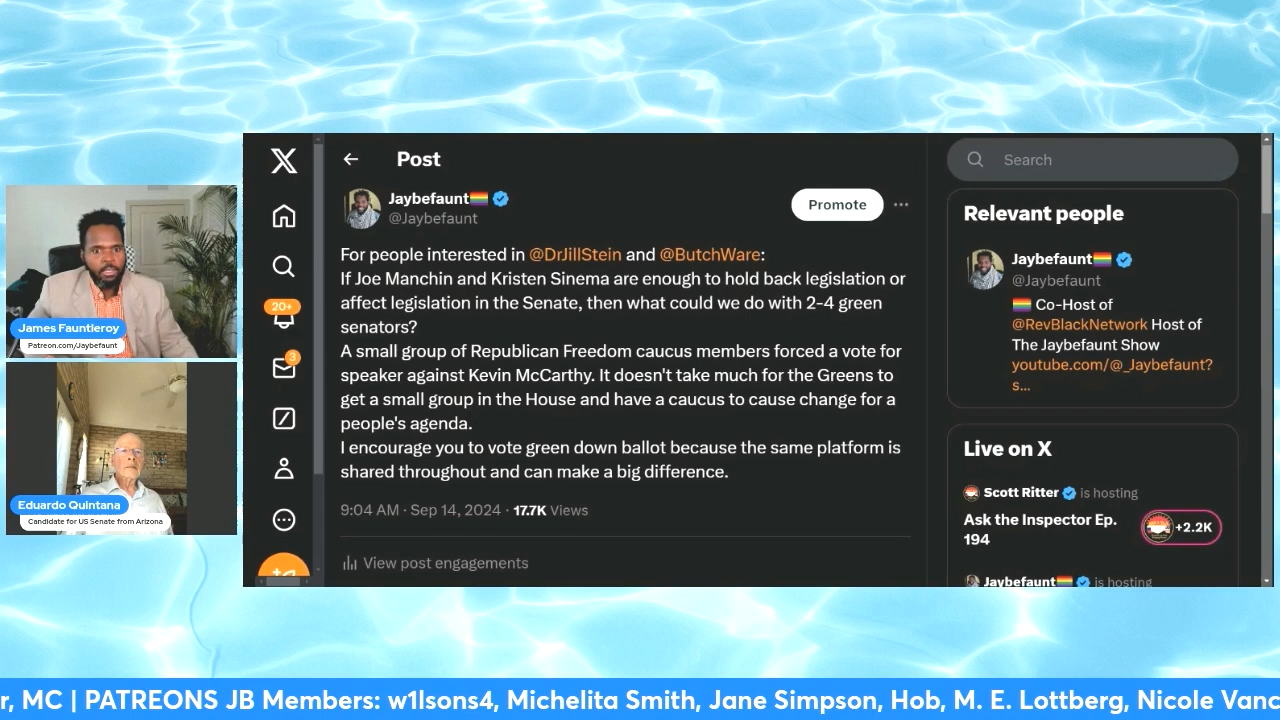 James Fauntleroy
Patreon.com/Jaybefaunt
Eduardo Quintana
Candidate for US Senate from Arizona
20+
3
Post
Jaybefaunt
@Jaybefaunt
Promote
For people interested in @DrJillStein and @ButchWare:
If Joe Manchin and Kristen Sinema are enough to hold back legislation or
affect legislation in the Senate, then what could we do with 2-4 green
senators?
A small group of Republican Freedom caucus members forced a vote for
speaker against Kevin McCarthy. It doesn't take much for the Greens to
get a small group in the House and have a caucus to cause change for a
people's agenda.
I encourage you to vote green down ballot because the same platform is
shared throughout and can make a big difference.
9:04 AM · Sep 14, 2024 · 17.7K Views
View post engagements
Search
Relevant people
Jaybefaunt
@Jaybefaunt
Co-Host of
@RevBlackNetwork Host of
The Jaybefaunt Show
youtube.com/@_Jaybefaunt?
s...
Live on X
Scott Ritter is hosting
Ask the Inspector Ep.
194
+2.2K
Jaybefaunt is hosting
r, MC | PATREONS JB Members: w1lsons4, Michelita Smith, Jane Simpson, Hob, M. E. Lottberg, Nicole Vanc